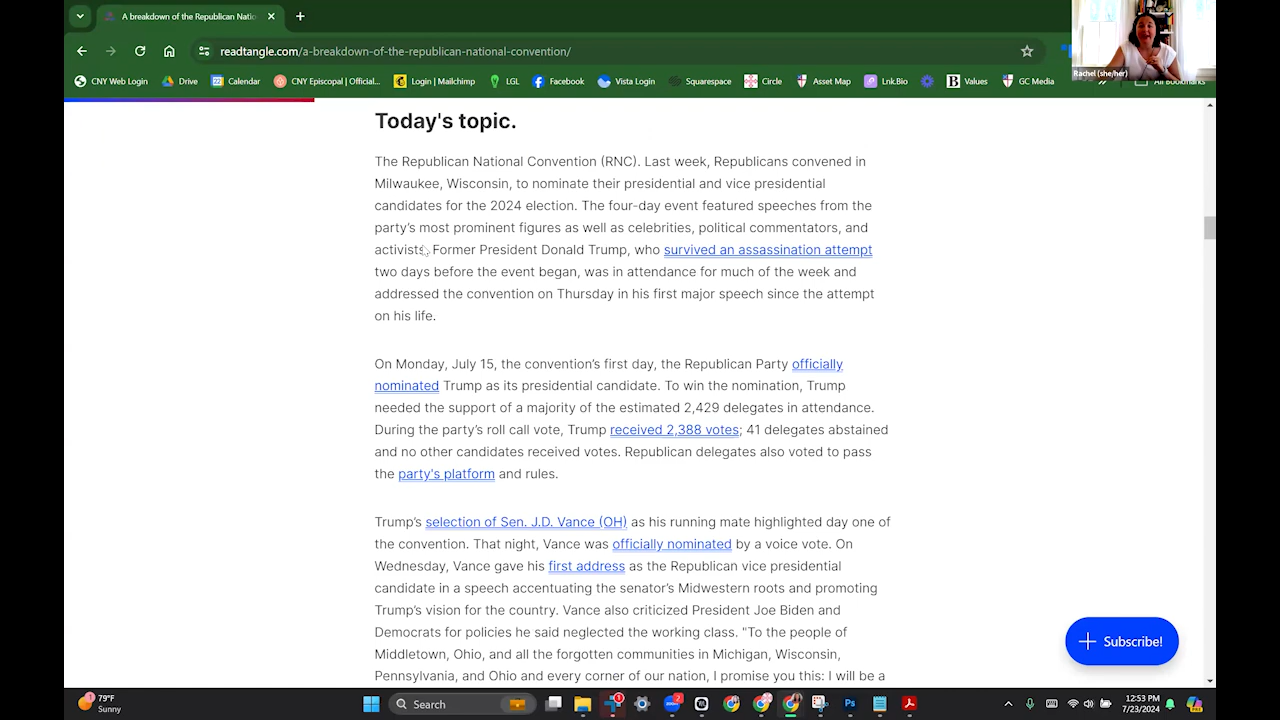 A breakdown of the Republican Natio
readtangle.com/a-breakdown-of-the-republican-national-convention/
CNY Web Login
Drive
Calendar
CNY Episcopal | Official...
Login | Mailchimp
LGL
Facebook
Vista Login
Squarespace
Circle
Asset Map
Lnk.Bio
Values
GC Media
All Bookmarks
Rachel (she/her)
Today's topic.
The Republican National Convention (RNC). Last week, Republicans convened in
Milwaukee, Wisconsin, to nominate their presidential and vice presidential
candidates for the 2024 election. The four-day event featured speeches from the
party's most prominent figures as well as celebrities, political commentators, and
activists. Former President Donald Trump, who survived an assassination attempt
two days before the event began, was in attendance for much of the week and
addressed the convention on Thursday in his first major speech since the attempt
on his life.
On Monday, July 15, the convention's first day, the Republican Party officially
nominated Trump as its presidential candidate. To win the nomination, Trump
needed the support of a majority of the estimated 2,429 delegates in attendance.
During the party's roll call vote, Trump received 2,388 votes; 41 delegates abstained
and no other candidates received votes. Republican delegates also voted to pass
the party's platform and rules.
Trump's selection of Sen. J.D. Vance (OH) as his running mate highlighted day one of
the convention. That night, Vance was officially nominated by a voice vote. On
Wednesday, Vance gave his first address as the Republican vice presidential
candidate in a speech accentuating the senator's Midwestern roots and promoting
Trump's vision for the country. Vance also criticized President Joe Biden and
Democrats for policies he said neglected the working class. "To the people of
Middletown, Ohio, and all the forgotten communities in Michigan, Wisconsin,
Pennsylvania, and Ohio and every corner of our nation, I promise you this: I will be a
Subscribe!
79°F
Sunny
Search
12:53 PM
7/23/2024